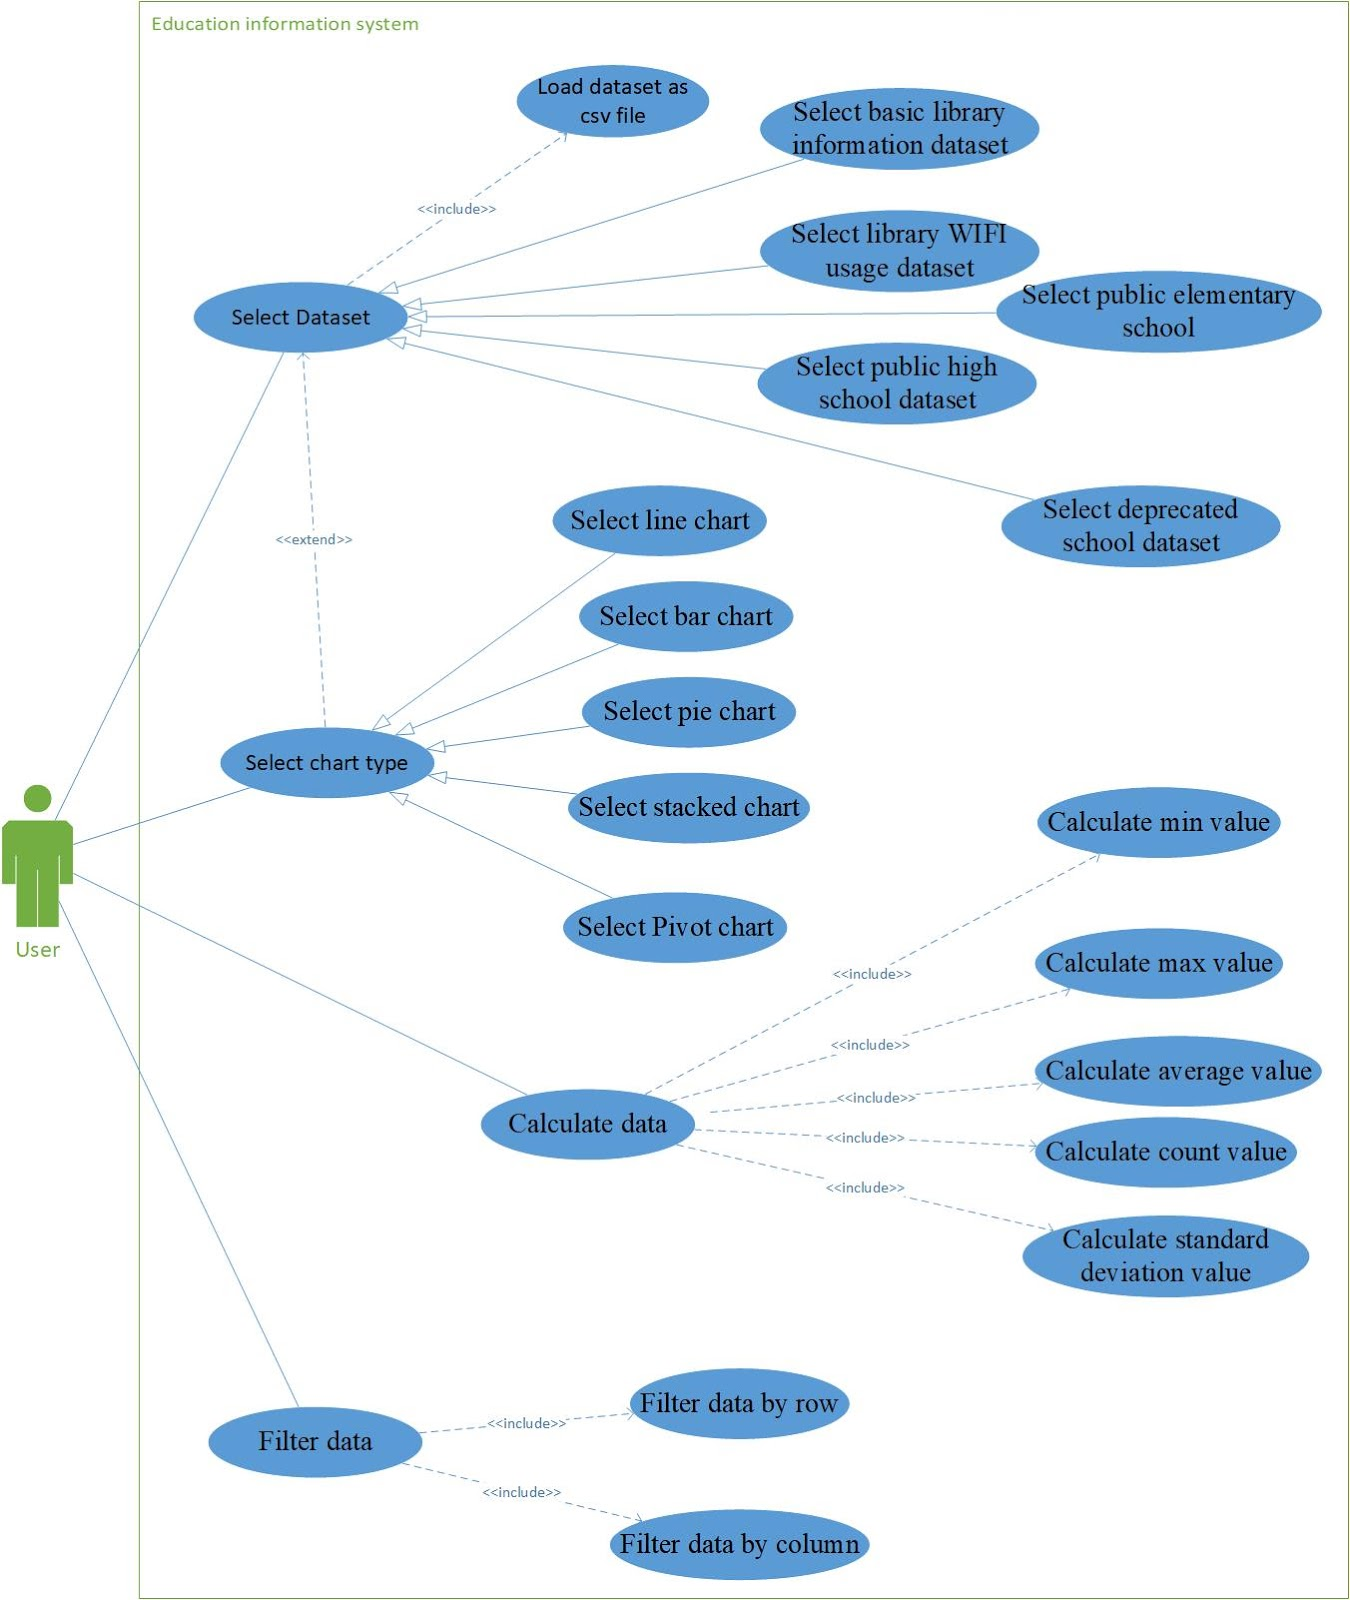 Education information system
Load dataset as
csv file
Select basic library
information dataset
<<include>>
Select library WIFI
usage dataset
Select Dataset
Select public elementary
school
Select public high
school dataset
Select deprecated
school dataset
Select line chart
<<extend>>
Select bar chart
Select pie chart
Select chart type
Select stacked chart
Calculate min value
Select Pivot chart
User
Calculate max value
<<include>>
<<include>>
Calculate average value
<<include>>
Calculate data
<<include>>
Calculate count value
<<include>>
Calculate standard
deviation value
Filter data by row
<<include>>
Filter data
<<include>>
Filter data by column